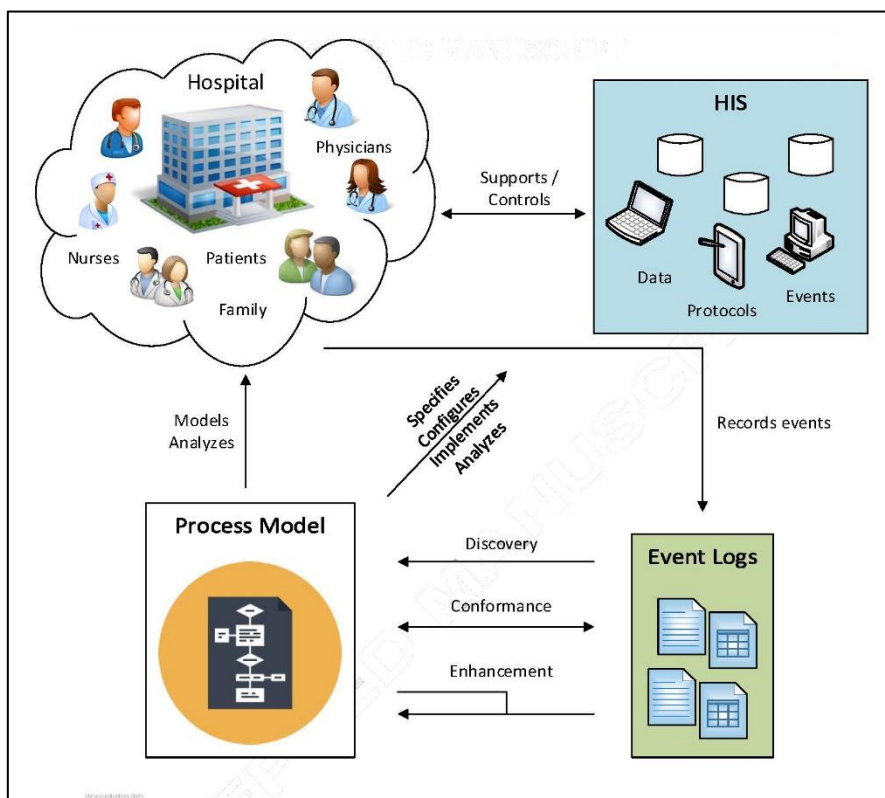 Hospital
Physicians
Nurses
Patients
Family
HIS
Data
Protocols
Events
Supports /
Controls
Models
Analyzes
Specifies
Configures
Implements
Analyzes
Records events
Process Model
Discovery
Conformance
Enhancement
Event Logs